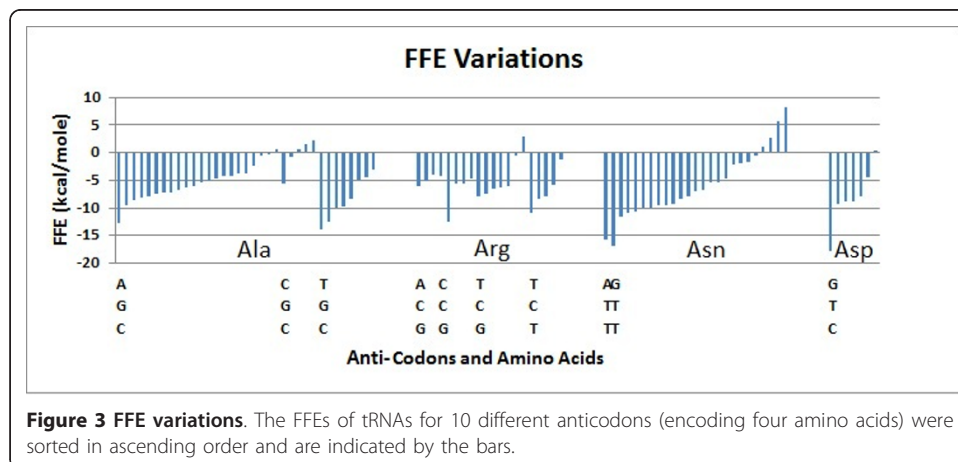 FFE Variations
10
5
0
-5
-10
-15
-20
FFE (kcal/mole)
Ala Arg Asn Asp
A C T A C T T AG G
G G G C C C C TT T
C C C G G G T TT C
Anti-Codons and Amino Acids
Figure 3 FFE variations. The FFEs of tRNAs for 10 different anticodons (encoding four amino acids) were
sorted in ascending order and are indicated by the bars.